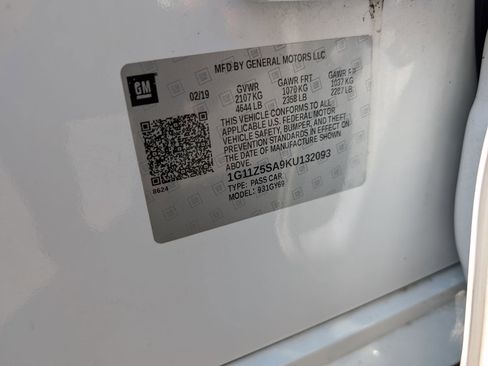 MFD BY GENERAL MOTORS LLC
GM
02/19 GVWR GAWR FRT GAWR
2107 KG 1070 KG 1037 KG
4644 LB 2358 LB 2287 LB
THIS VEHICLE CONFORMS TO ALL
APPLICABLE U.S. FEDERAL MOTOR
VEHICLE SAFETY, BUMPER, AND THEFT
PREVENTION STANDARDS IN EFFECT ON
THE DATE OF MANUFACTURE SHOWN
ABOVE.
1G11Z5SA9KU132093
TYPE: PASS CAR
MODEL: 931GY69
8624